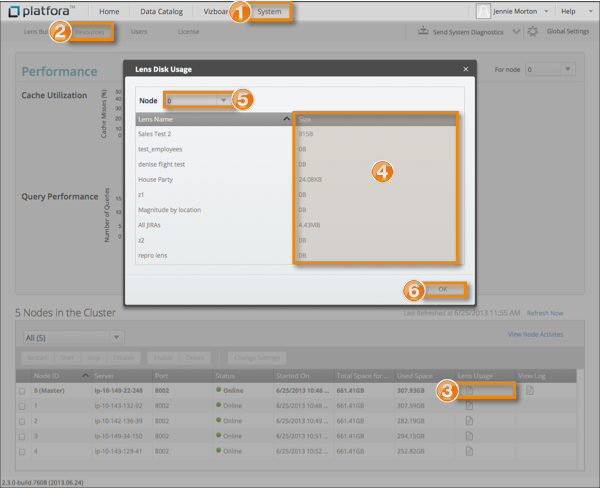 platfora™ Home Data Catalog Vizboards 1 System Jennie Morton Help
Lens Bui 2 Resources Users License Send System Diagnostics Global Settings
Performance
For node 0
Cache Utilization
Cache Misses (%)
50
40
30
20
10
0
Query Performance
Number of Queries
15
10
5
0
Lens Disk Usage ×
Node 0 5
Lens Name Size
Sales Test 2 315B
test_employees 0B
denise flight test 0B
House Party 24.08KB
z1 0B
Magnitude by location 0B
All JIRAs 8.43MB
z2 0B
repro lens 0B
4
6 OK
5 Nodes in the Cluster Last Refreshed at 6/25/2013 11:55 AM Refresh Now
All (5) View Node Activities
Restart Start Stop Disable Enable Delete Change Settings
Node ID Server Port Status Started On Total Space for ... Used Space Lens Usage View Log
0 (Master) ip-10-149-22-248 8002 Online 6/25/2013 10:48 ... 661.41GB 307.93GB 3
1 ip-10-143-132-92 8002 Online 6/25/2013 10:48 ... 661.41GB 307.59GB
2 ip-10-142-136-39 8002 Online 6/25/2013 10:49 ... 661.41GB 282.19GB
3 ip-10-149-34-150 8002 Online 6/25/2013 10:51 ... 661.41GB 294.15GB
4 ip-10-143-129-41 8002 Online 6/25/2013 10:52 ... 661.41GB 252.82GB
2.3.0-build.7608 (2013.06.24)